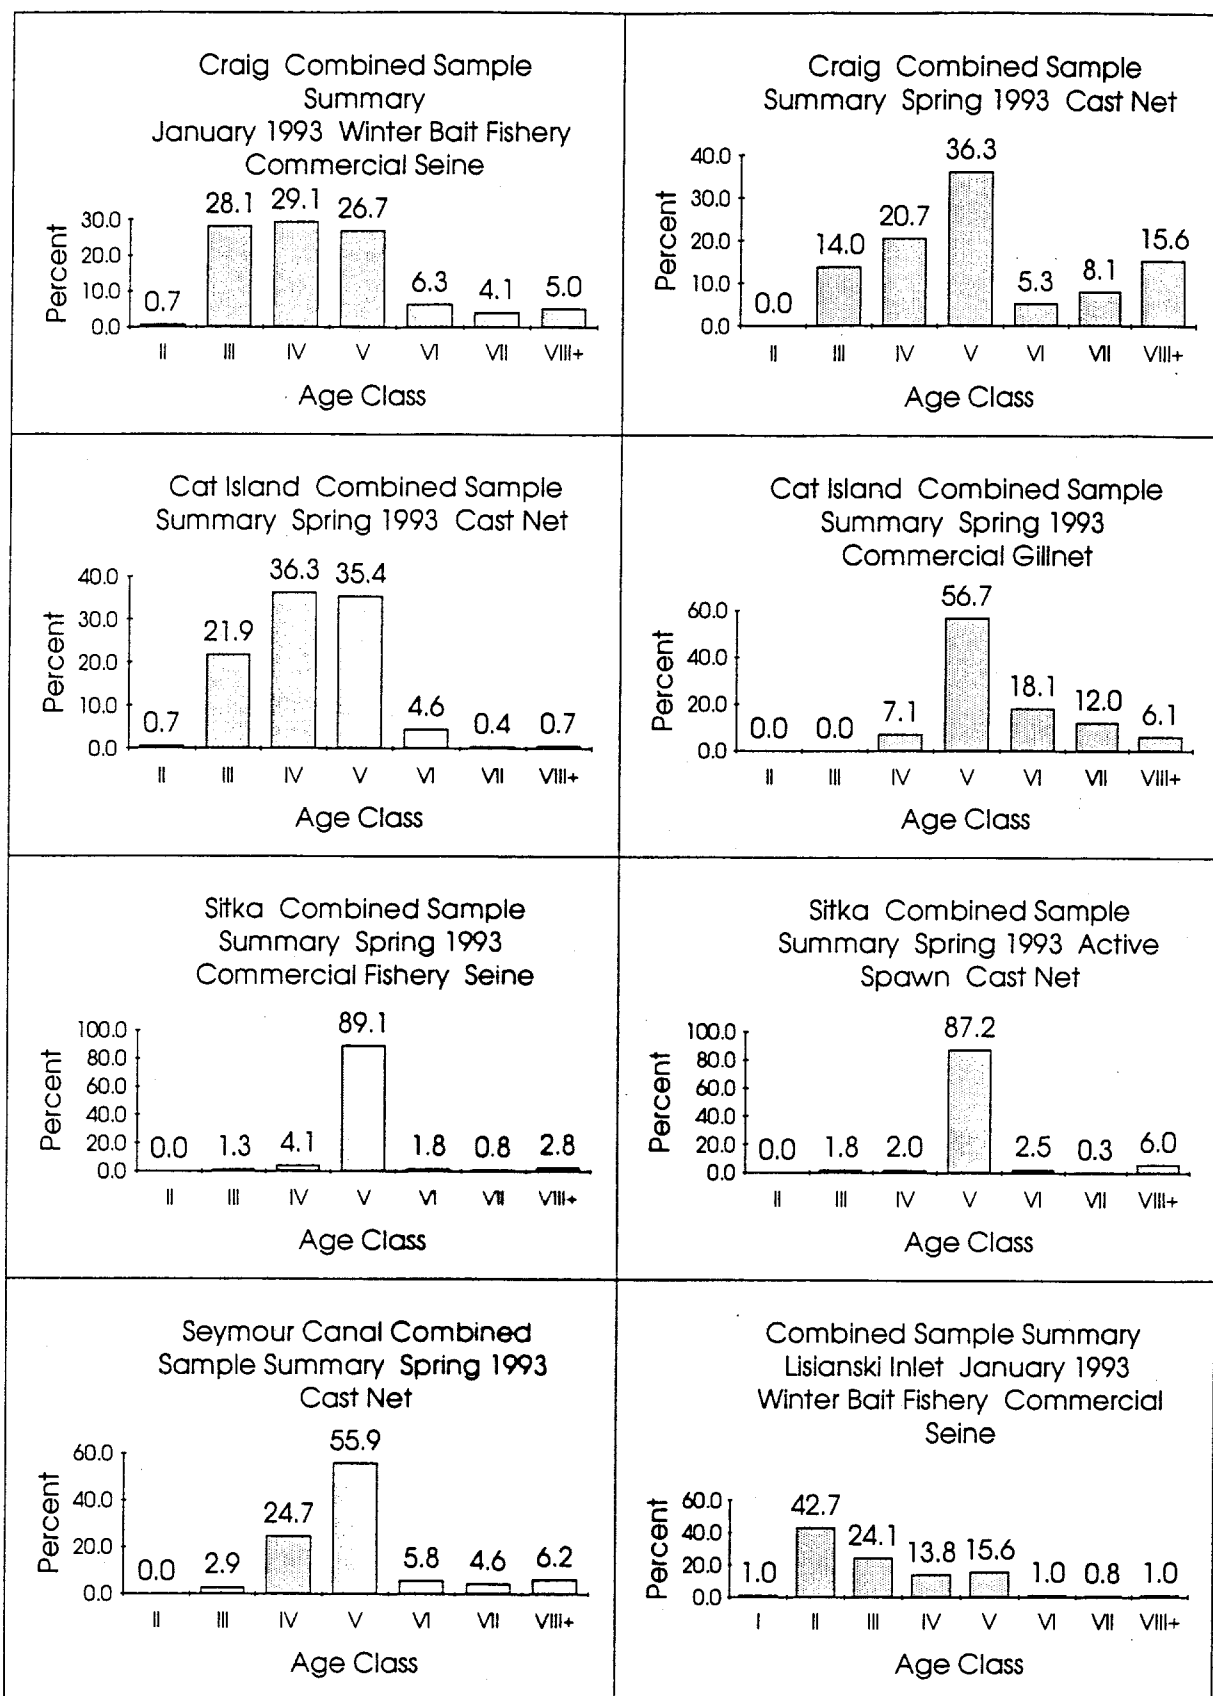 Craig Combined Sample
Summary
January 1993 Winter Bait Fishery
Commercial Seine
28.1 29.1 26.7
30.0
20.0
10.0
0.0
Percent
0.7
6.3 4.1 5.0
II III IV V VI VII VIII+
Age Class
Craig Combined Sample
Summary Spring 1993 Cast Net
40.0
30.0
20.0
10.0
0.0
Percent
0.0 14.0 20.7 36.3 5.3 8.1 15.6
II III IV V VI VII VIII+
Age Class
Cat Island Combined Sample
Summary Spring 1993 Cast Net
40.0
30.0
20.0
10.0
0.0
Percent
0.7 21.9 36.3 35.4 4.6 0.4 0.7
II III IV V VI VII VIII+
Age Class
Cat Island Combined Sample
Summary Spring 1993
Commercial Gillnet
60.0
40.0
20.0
0.0
Percent
0.0 0.0 7.1 56.7 18.1 12.0 6.1
II III IV V VI VII VIII+
Age Class
Sitka Combined Sample
Summary Spring 1993
Commercial Fishery Seine
100.0
80.0
60.0
40.0
20.0
0.0
Percent
0.0 1.3 4.1 89.1 1.8 0.8 2.8
II III IV V VI VII VIII+
Age Class
Sitka Combined Sample
Summary Spring 1993 Active
Spawn Cast Net
100.0
80.0
60.0
40.0
20.0
0.0
Percent
0.0 1.8 2.0 87.2 2.5 0.3 6.0
II III IV V VI VII VIII+
Age Class
Seymour Canal Combined
Sample Summary Spring 1993
Cast Net
60.0
40.0
20.0
0.0
Percent
0.0 2.9 24.7 55.9 5.8 4.6 6.2
II III IV V VI VII VIII+
Age Class
Combined Sample Summary
Lisianski Inlet January 1993
Winter Bait Fishery Commercial
Seine
60.0
40.0
20.0
0.0
Percent
1.0 42.7 24.1 13.8 15.6 1.0 0.8 1.0
I II III IV V VI VII VIII+
Age Class